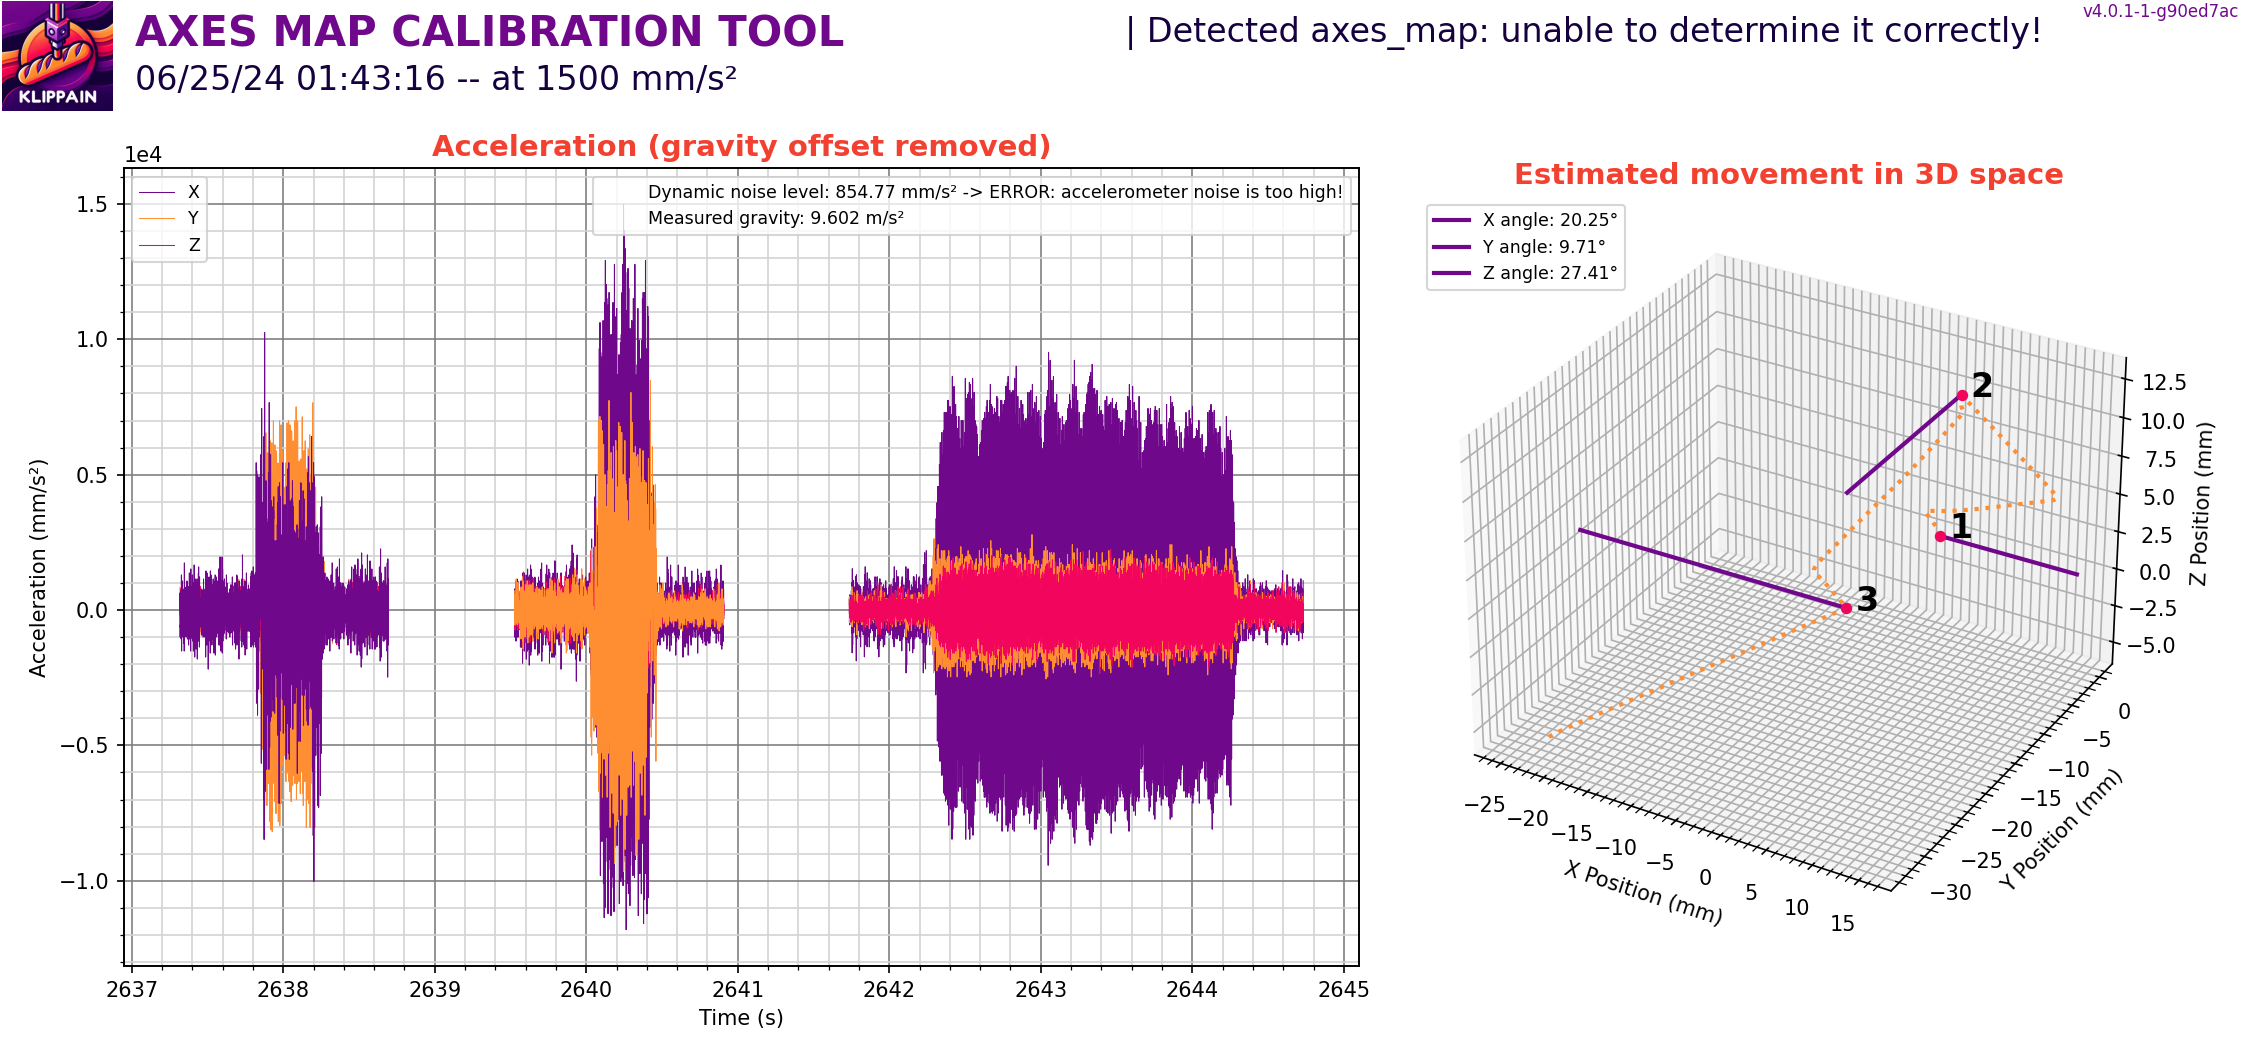 AXES MAP CALIBRATION TOOL
| Detected axes_map: unable to determine it correctly!
v4.0.1-1-g90ed7ac
KLIPPAIN
06/25/24 01:43:16 -- at 1500 mm/s²
Acceleration (gravity offset removed)
1e4
X
Y
Z
Dynamic noise level: 854.77 mm/s² -> ERROR: accelerometer noise is too high!
Measured gravity: 9.602 m/s²
1.5
1.0
0.5
0.0
−0.5
−1.0
Acceleration (mm/s²)
2637 2638 2639 2640 2641 2642 2643 2644 2645
Time (s)
Estimated movement in 3D space
X angle: 20.25°
Y angle: 9.71°
Z angle: 27.41°
2
1
3
12.5
10.0
7.5
5.0
2.5
0.0
−2.5
−5.0
Z Position (mm)
0
−5
−10
−15
−20
−25
−30
Y Position (mm)
−25 −20 −15 −10 −5 0 5 10 15
X Position (mm)